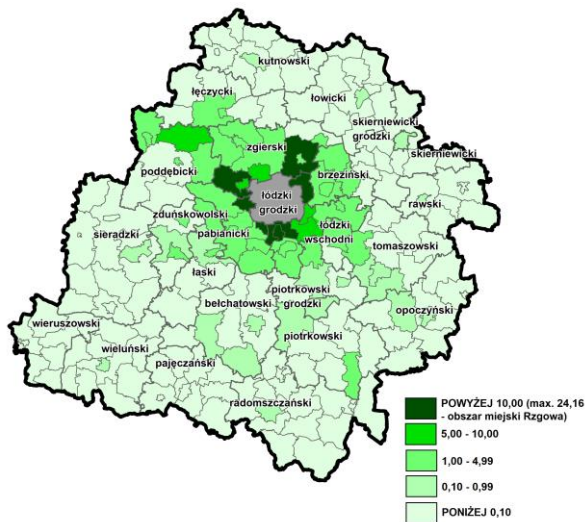 kutnowski
łęczycki
łowicki
skierniewicki
grodzki
skierniewicki
zgierski
brzeziński
poddębicki
łódzki
grodzki
rawski
zduńskowolski
sieradzki
pabianicki
łódzki
wschodni
tomaszowski
łaski
piotrkowski
grodzki
bełchatowski
opoczyński
wieruszowski
piotrkowski
wieluński
pajęczański
radomszczański
POWYŻEJ 10,00 (max. 24,16
- obszar miejski Rzgowa)
5,00 - 10,00
1,00 - 4,99
0,10 - 0,99
PONIŻEJ 0,10